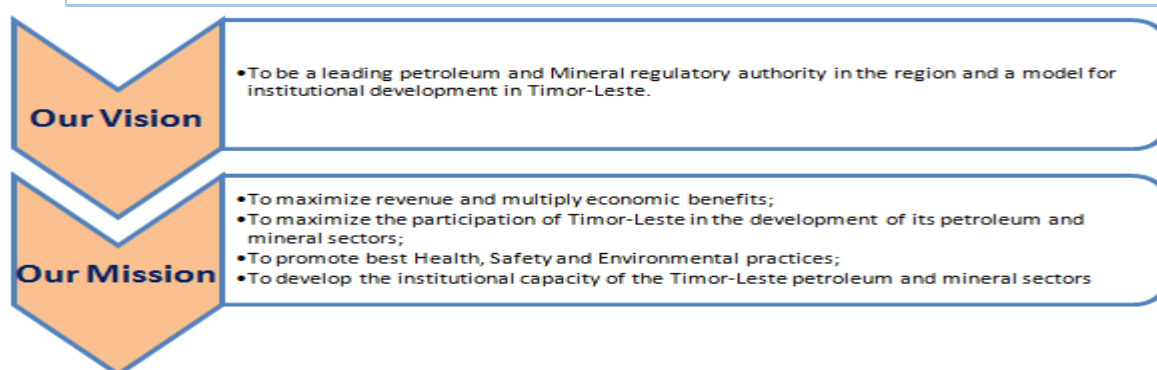 Our Vision
•To be a leading petroleum and Mineral regulatory authority in the region and a model for
institutional development in Timor-Leste.
Our Mission
•To maximize revenue and multiply economic benefits;
•To maximize the participation of Timor-Leste in the development of its petroleum and
mineral sectors;
•To promote best Health, Safety and Environmental practices;
•To develop the institutional capacity of the Timor-Leste petroleum and mineral sectors